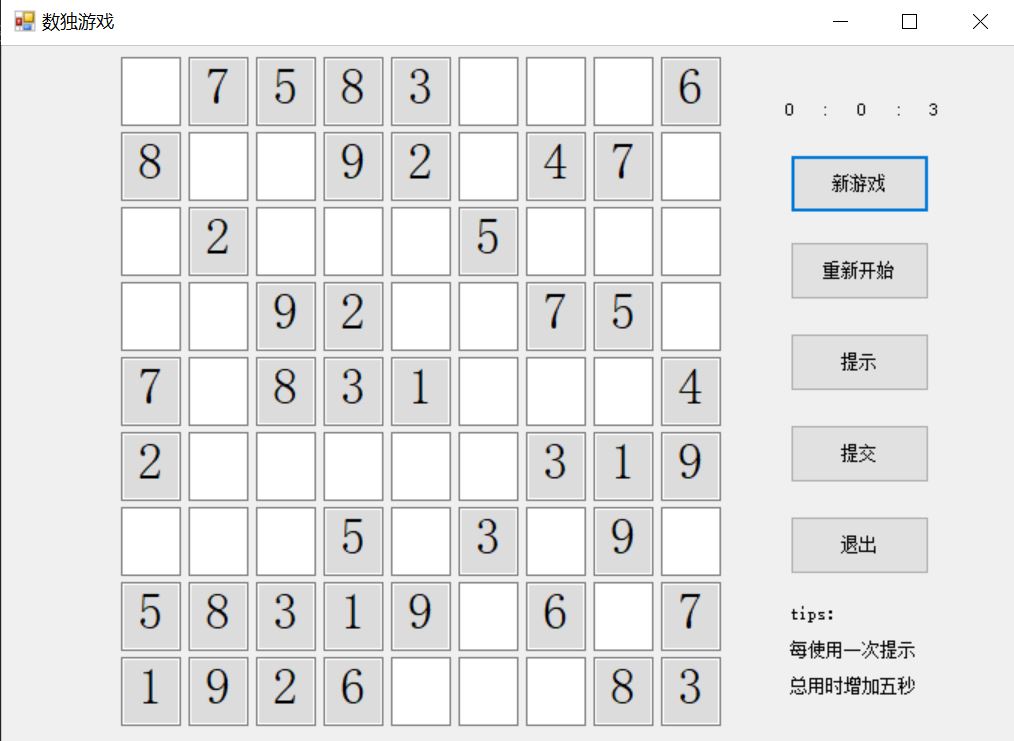 数独游戏
7 5 8 3 6
8 9 2 4 7
2 5
9 2 7 5
7 8 3 1 4
2 3 1 9
5 3 9
5 8 3 1 9 6 7
1 9 2 6 8 3
0 : 0 : 3
新游戏
重新开始
提示
提交
退出
tips:
每使用一次提示
总用时增加五秒